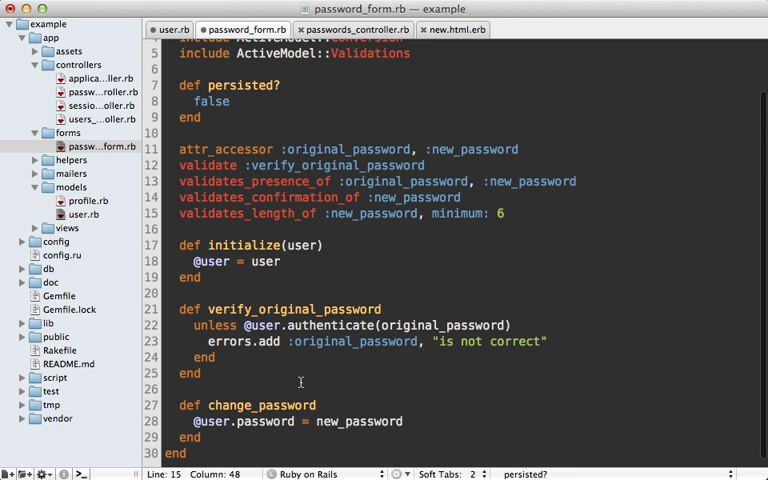 password_form.rb — example
example
app
assets
controllers
applica...ller.rb
passw...roller.rb
sessio...oller.rb
users_...oller.rb
forms
passw...form.rb
helpers
mailers
models
profile.rb
user.rb
views
config
config.ru
db
doc
Gemfile
Gemfile.lock
lib
public
Rakefile
README.md
script
test
tmp
vendor
user.rb password_form.rb passwords_controller.rb new.html.erb
include ActiveModel::Conversion
5 include ActiveModel::Validations
6
7 def persisted?
8 false
9 end
10
11 attr_accessor :original_password, :new_password
12 validate :verify_original_password
13 validates_presence_of :original_password, :new_password
14 validates_confirmation_of :new_password
15 validates_length_of :new_password, minimum: 6
16
17 def initialize(user)
18 @user = user
19 end
20
21 def verify_original_password
22 unless @user.authenticate(original_password)
23 errors.add :original_password, "is not correct"
24 end
25 end
26
27 def change_password
28 @user.password = new_password
29 end
30 end
Line: 15 Column: 48 Ruby on Rails Soft Tabs: 2 persisted?